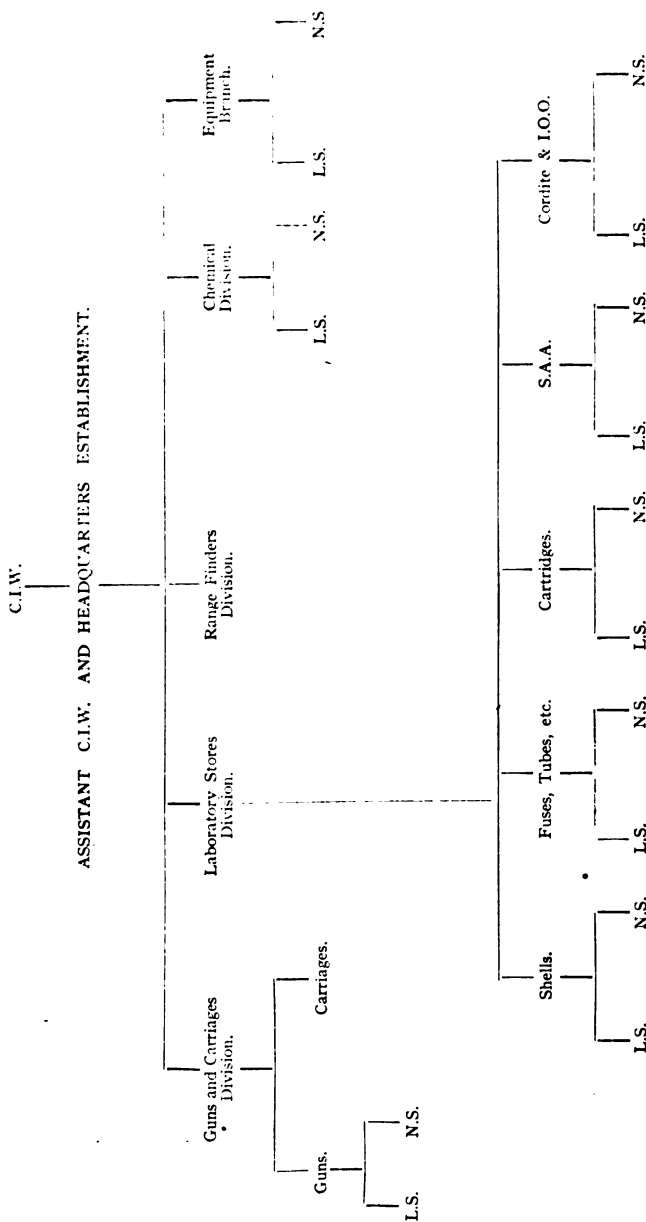 C.I.W.
ASSISTANT C.I.W. AND HEADQUARTERS ESTABLISHMENT.
Guns and Carriages
Division.
Laboratory Stores
Division.
Range Finders
Division.
Chemical
Division.
Equipment
Branch.
Guns.
Carriages.
L.S.
N.S.
L.S.
N.S.
L.S.
N.S
Shells.
Fuses, Tubes, etc.
Cartridges.
S.A.A.
Cordite & I.O.O.
L.S.
N.S.
L.S.
N.S.
L.S.
N.S.
L.S.
N.S.
L.S.
N.S.